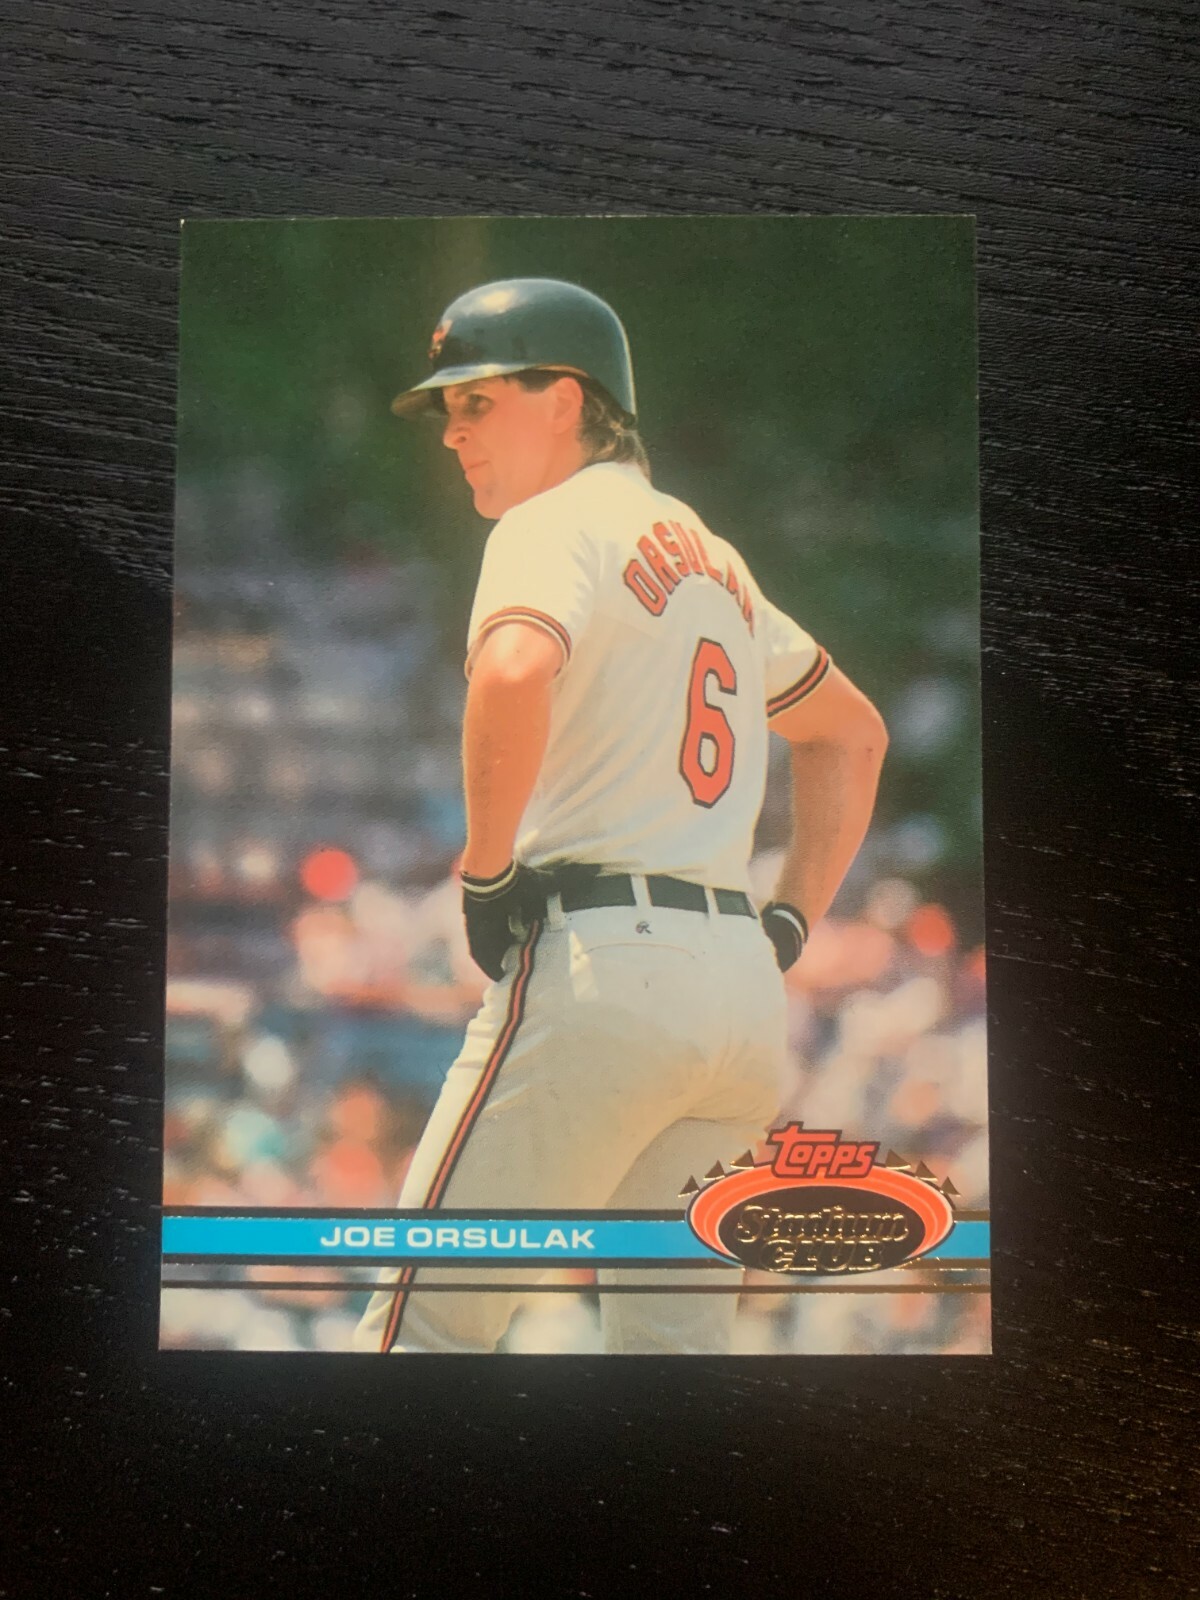 ORSULAK
6
topps
JOE ORSULAK
Stadium
CLUB